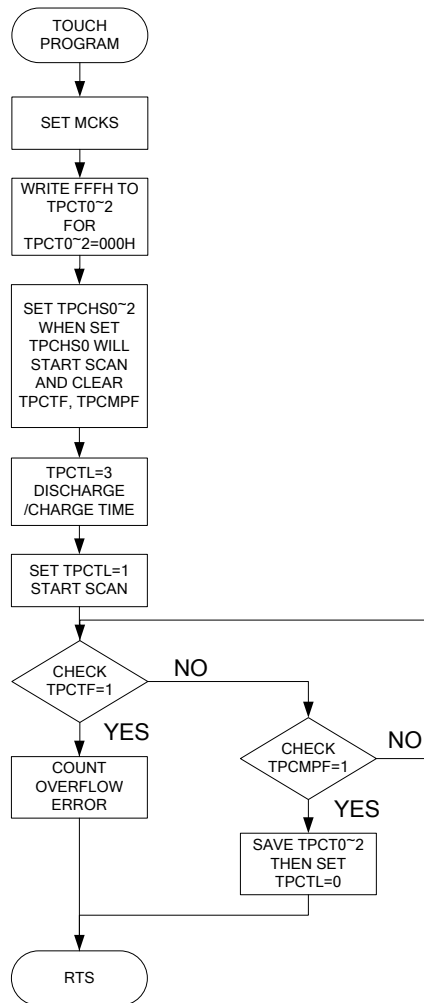 TOUCH
PROGRAM
SET MCKS
WRITE FFFH TO
TPCT0~2
FOR
TPCT0~2=000H
SET TPCHS0~2
WHEN SET
TPCHS0 WILL
START SCAN
AND CLEAR
TPCTF, TPCMPF
TPCTL=3
DISCHARGE
/CHARGE TIME
SET TPCTL=1
START SCAN
CHECK
TPCTF=1
NO
YES
CHECK
TPCMPF=1
NO
COUNT
OVERFLOW
ERROR
YES
SAVE TPCT0~2
THEN SET
TPCTL=0
RTS